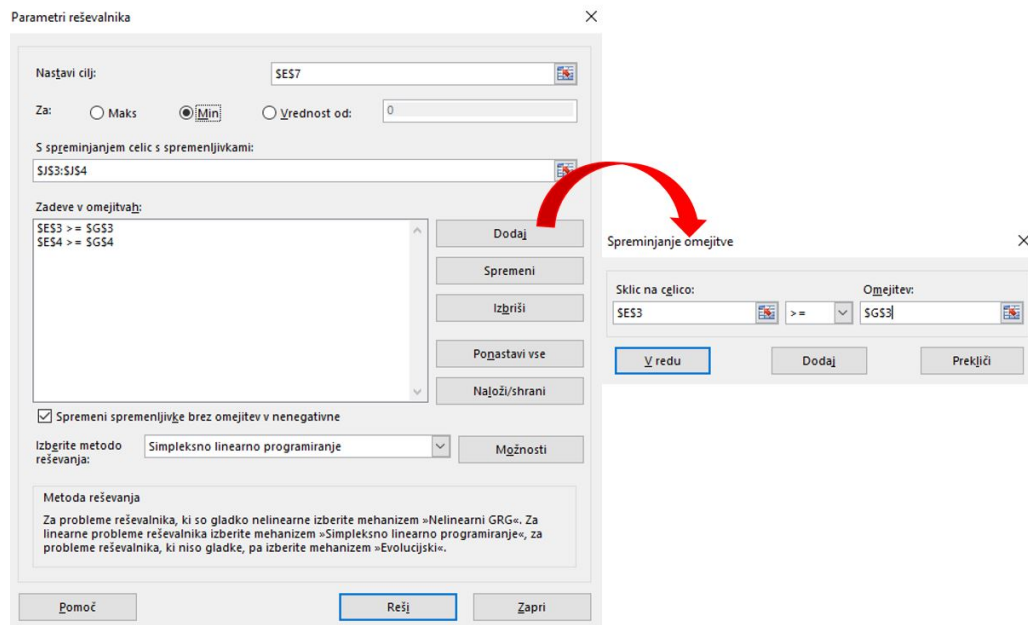 Parametri reševalnika
Nastavi cilj:
$E$7
Za:
Maks
Min
Vrednost od:
0
S spreminjanjem celic s spremenljivkami:
$J$3:$J$4
Zadeve v omejitvah:
$E$3 >= $G$3
$E$4 >= $G$4
Dodaj
Spremeni
Izbriši
Ponastavi vse
Naloži/shrani
Spremeni spremenljivke brez omejitev v nenegativne
Izberite metodo
reševanja:
Simpleksno linearno programiranje
Možnosti
Metoda reševanja
Za probleme reševalnika, ki so gladko nelinearne izberite mehanizem »Nelinearni GRG«. Za
linearne probleme reševalnika izberite mehanizem »Simpleksno linearno programiranje«, za
probleme reševalnika, ki niso gladke, pa izberite mehanizem »Evolucijski«.
Pomoč
Reši
Zapri
Spreminjanje omejitve
Sklic na celico:
Omejitev:
$E$3
>=
$G$3
V redu
Dodaj
Prekliči